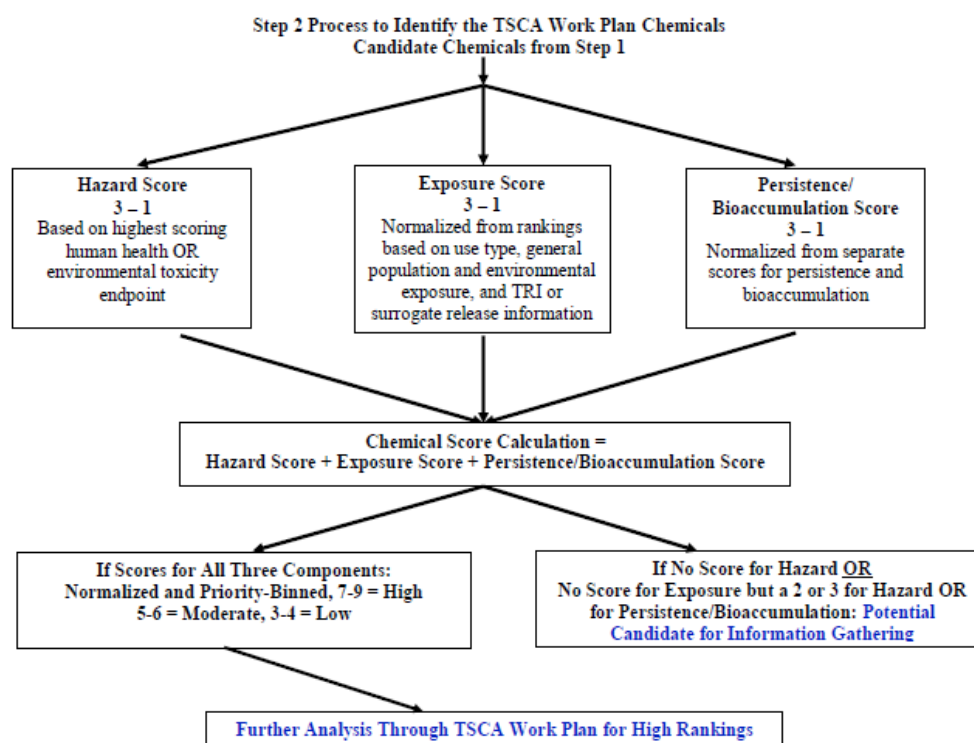 Step 2 Process to Identify the TSCA Work Plan Chemicals
Candidate Chemicals from Step 1
Hazard Score
3 – 1
Based on highest scoring
human health OR
environmental toxicity
endpoint
Exposure Score
3 – 1
Normalized from rankings
based on use type, general
population and environmental
exposure, and TRI or
surrogate release information
Persistence/
Bioaccumulation Score
3 – 1
Normalized from separate
scores for persistence and
bioaccumulation
Chemical Score Calculation =
Hazard Score + Exposure Score + Persistence/Bioaccumulation Score
If Scores for All Three Components:
Normalized and Priority-Binned, 7-9 = High
5-6 = Moderate, 3-4 = Low
If No Score for Hazard OR
No Score for Exposure but a 2 or 3 for Hazard OR
for Persistence/Bioaccumulation: Potential
Candidate for Information Gathering
Further Analysis Through TSCA Work Plan for High Rankings